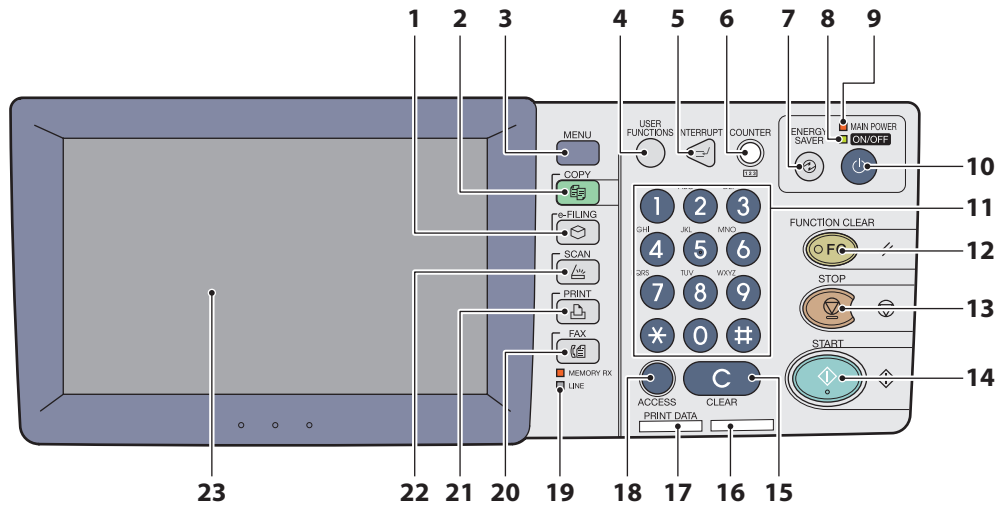 1 2 3 4 5 6 7 8 9
MENU
USER
FUNCTIONS
INTERRUPT
COUNTER
123
ENERGY
SAVER
MAIN POWER
ON/OFF
10
COPY
e-FILING
SCAN
PRINT
FAX
MEMORY RX
LINE
1 2 3
11
GHI JKL MNO
4 5 6
QRS TUV WXYZ
7 8 9
* 0 #
FUNCTION CLEAR
FC
12
STOP
13
START
14
ACCESS
C
CLEAR
PRINT DATA
23 22 21 20 19 18 17 16 15